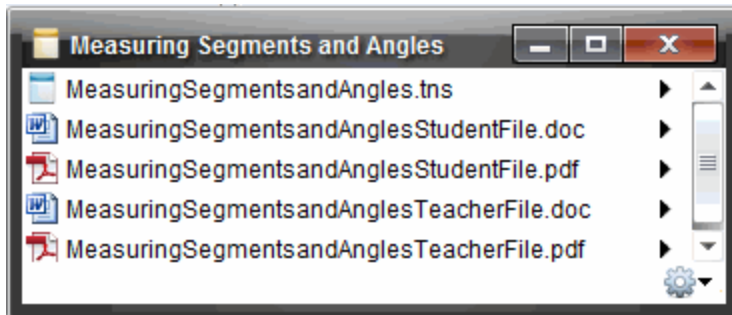 Measuring Segments and Angles
MeasuringSegmentsandAngles.tns
MeasuringSegmentsandAnglesStudentFile.doc
MeasuringSegmentsandAnglesStudentFile.pdf
MeasuringSegmentsandAnglesTeacherFile.doc
MeasuringSegmentsandAnglesTeacherFile.pdf